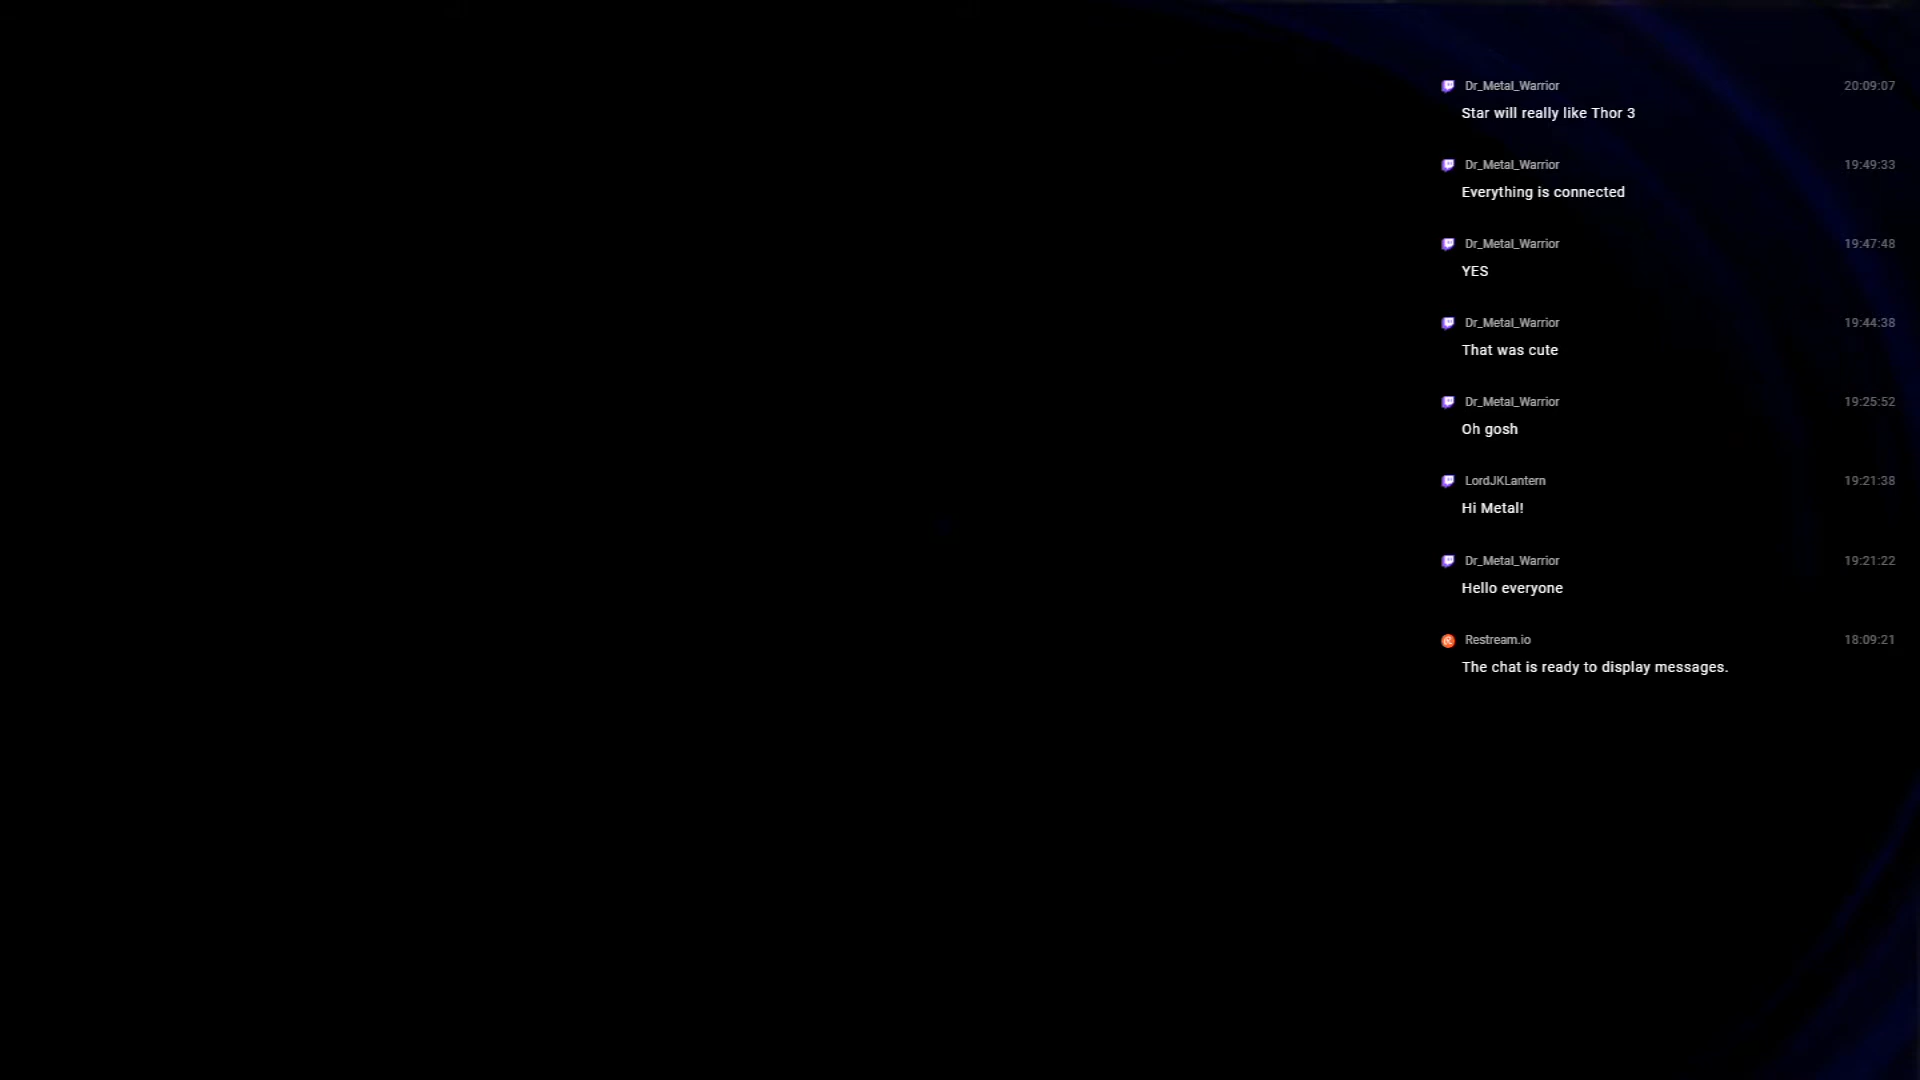 Dr_Metal_Warrior 20:09:07
Star will really like Thor 3
Dr_Metal_Warrior 19:49:33
Everything is connected
Dr_Metal_Warrior 19:47:48
YES
Dr_Metal_Warrior 19:44:38
That was cute
Dr_Metal_Warrior 19:25:52
Oh gosh
LordJKLantern 19:21:38
Hi Metal!
Dr_Metal_Warrior 19:21:22
Hello everyone
Restream.io 18:09:21
The chat is ready to display messages.